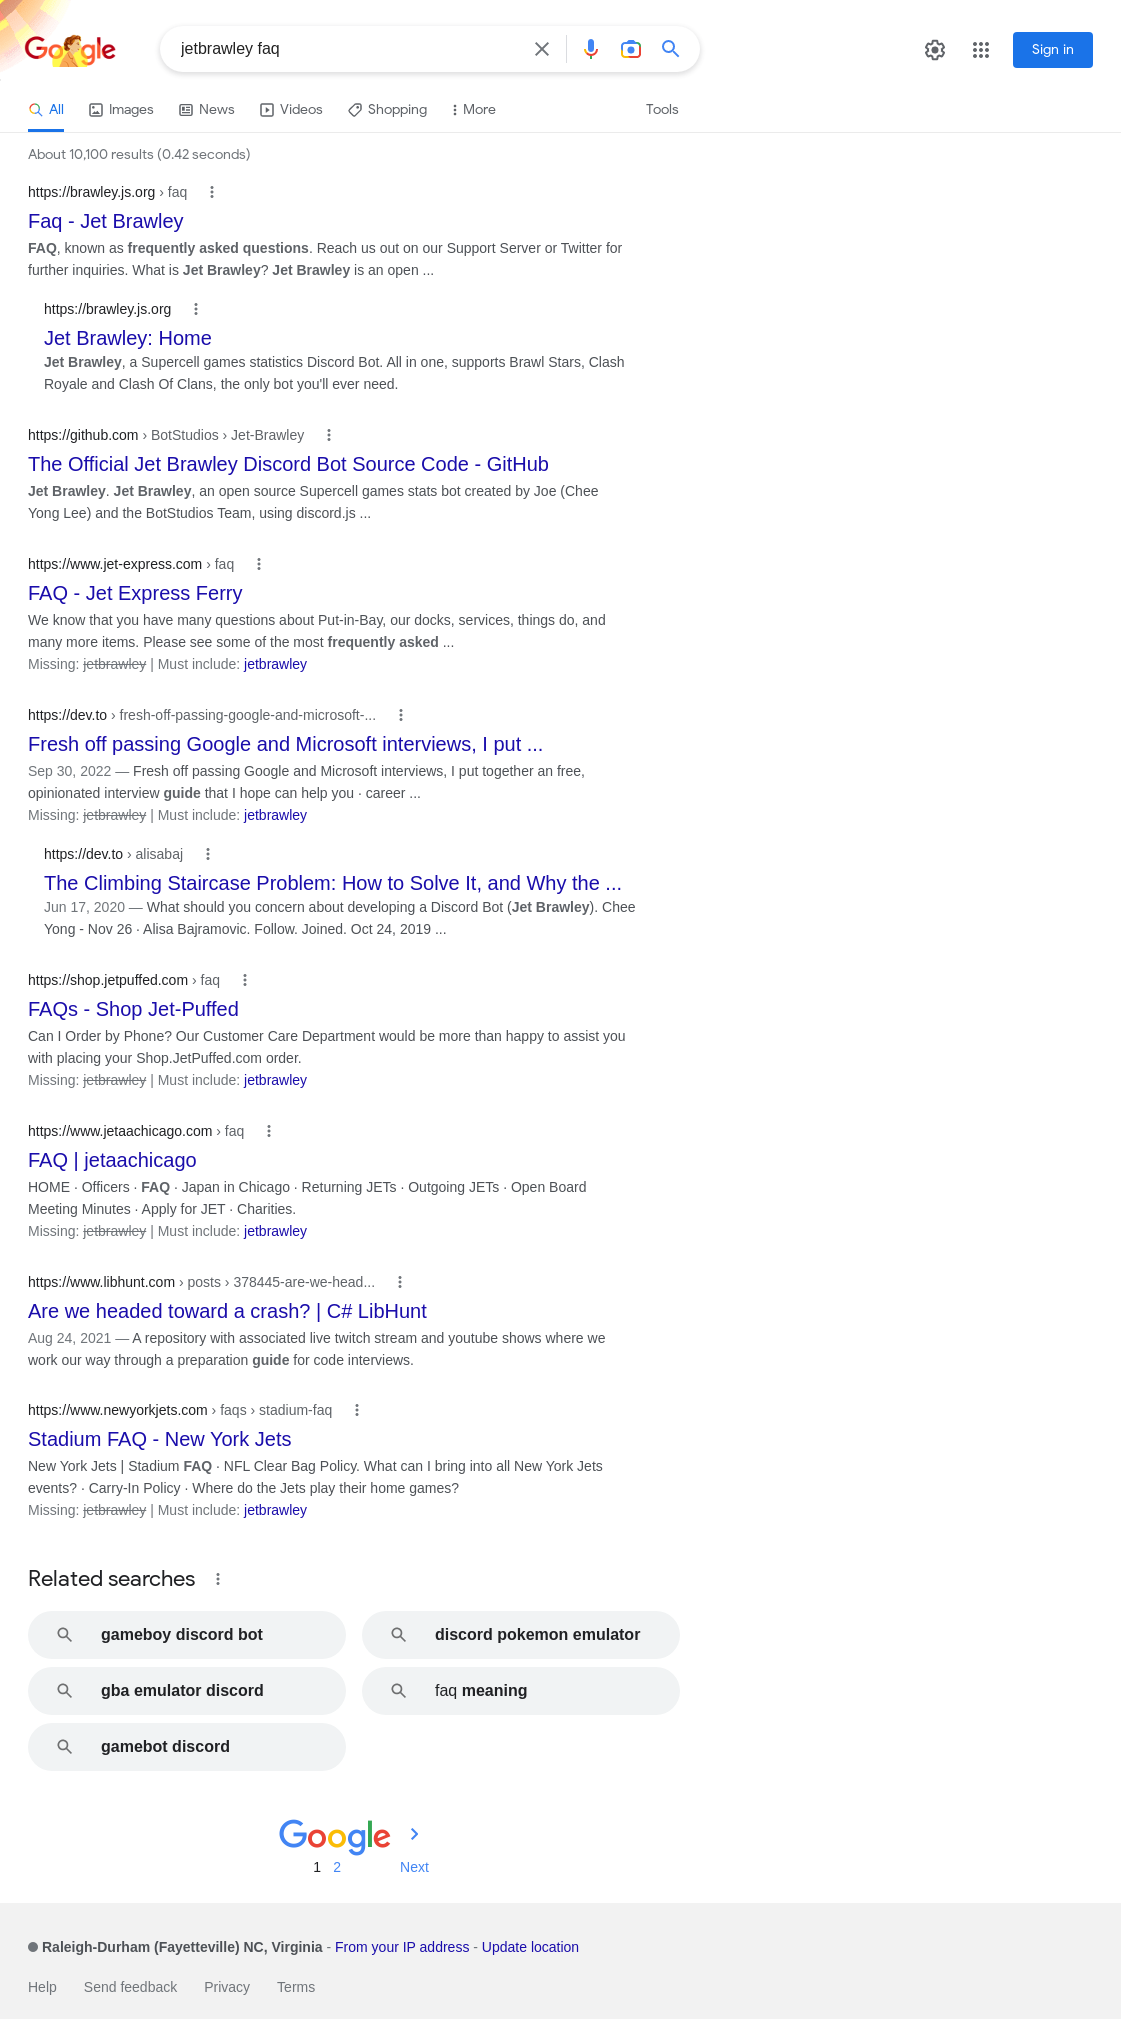 Google
jetbrawley faq
Sign in
All Images News Videos Shopping More Tools
About 10,100 results (0.42 seconds)
https://brawley.js.org › faq
Faq - Jet Brawley
FAQ, known as frequently asked questions. Reach us out on our Support Server or Twitter for
further inquiries. What is Jet Brawley? Jet Brawley is an open ...
https://brawley.js.org
Jet Brawley: Home
Jet Brawley, a Supercell games statistics Discord Bot. All in one, supports Brawl Stars, Clash
Royale and Clash Of Clans, the only bot you'll ever need.
https://github.com › BotStudios › Jet-Brawley
The Official Jet Brawley Discord Bot Source Code - GitHub
Jet Brawley. Jet Brawley, an open source Supercell games stats bot created by Joe (Chee
Yong Lee) and the BotStudios Team, using discord.js ...
https://www.jet-express.com › faq
FAQ - Jet Express Ferry
We know that you have many questions about Put-in-Bay, our docks, services, things do, and
many more items. Please see some of the most frequently asked ...
Missing: jetbrawley | Must include: jetbrawley
https://dev.to › fresh-off-passing-google-and-microsoft-...
Fresh off passing Google and Microsoft interviews, I put ...
Sep 30, 2022 — Fresh off passing Google and Microsoft interviews, I put together an free,
opinionated interview guide that I hope can help you · career ...
Missing: jetbrawley | Must include: jetbrawley
https://dev.to › alisabaj
The Climbing Staircase Problem: How to Solve It, and Why the ...
Jun 17, 2020 — What should you concern about developing a Discord Bot (Jet Brawley). Chee
Yong - Nov 26 · Alisa Bajramovic. Follow. Joined. Oct 24, 2019 ...
https://shop.jetpuffed.com › faq
FAQs - Shop Jet-Puffed
Can I Order by Phone? Our Customer Care Department would be more than happy to assist you
with placing your Shop.JetPuffed.com order.
Missing: jetbrawley | Must include: jetbrawley
https://www.jetaachicago.com › faq
FAQ | jetaachicago
HOME · Officers · FAQ · Japan in Chicago · Returning JETs · Outgoing JETs · Open Board
Meeting Minutes · Apply for JET · Charities.
Missing: jetbrawley | Must include: jetbrawley
https://www.libhunt.com › posts › 378445-are-we-head...
Are we headed toward a crash? | C# LibHunt
Aug 24, 2021 — A repository with associated live twitch stream and youtube shows where we
work our way through a preparation guide for code interviews.
https://www.newyorkjets.com › faqs › stadium-faq
Stadium FAQ - New York Jets
New York Jets | Stadium FAQ · NFL Clear Bag Policy. What can I bring into all New York Jets
events? · Carry-In Policy · Where do the Jets play their home games?
Missing: jetbrawley | Must include: jetbrawley
Related searches
gameboy discord bot
discord pokemon emulator
gba emulator discord
faq meaning
gamebot discord
Google
1 2 Next
Raleigh-Durham (Fayetteville) NC, Virginia - From your IP address - Update location
Help Send feedback Privacy Terms